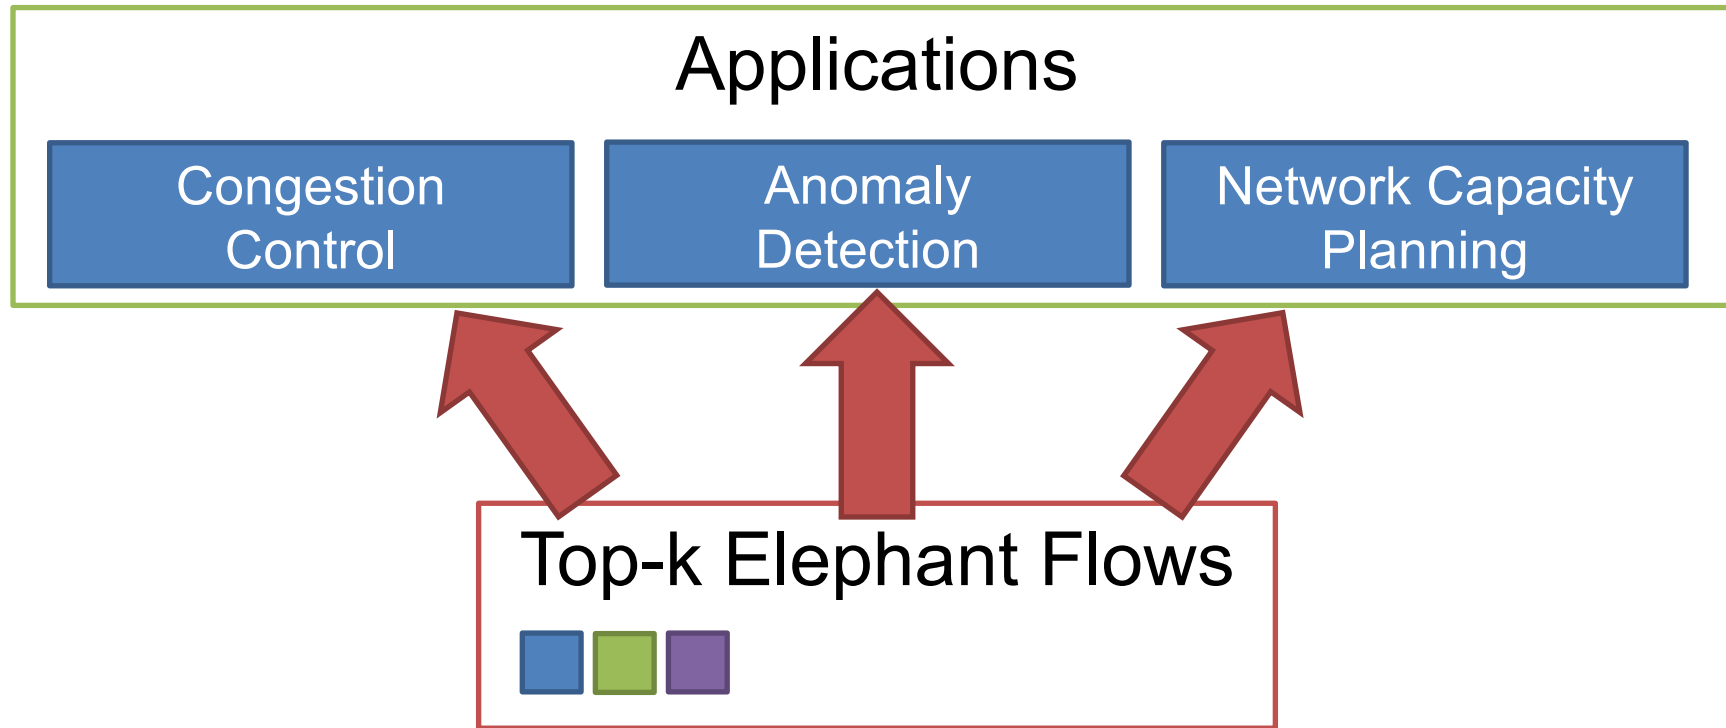 Applications
Congestion
Control
Anomaly
Detection
Network Capacity
Planning
Top-k Elephant Flows